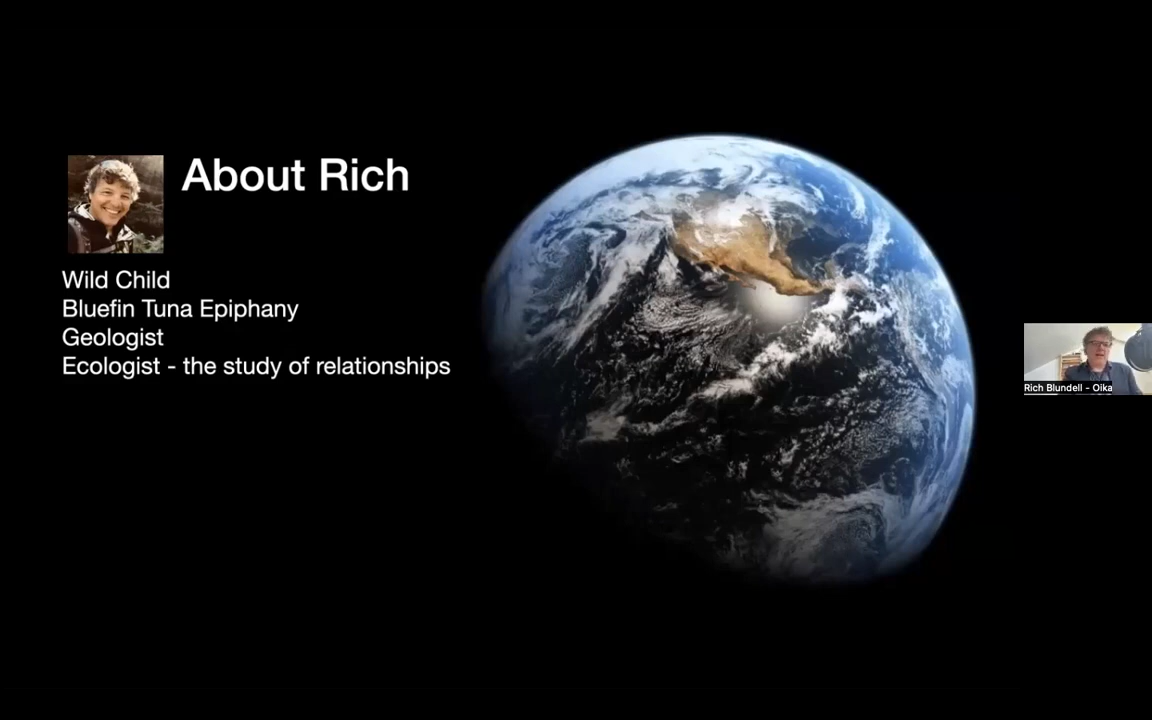 About Rich
Wild Child
Bluefin Tuna Epiphany
Geologist
Ecologist - the study of relationships
Rich Blundell - Oika